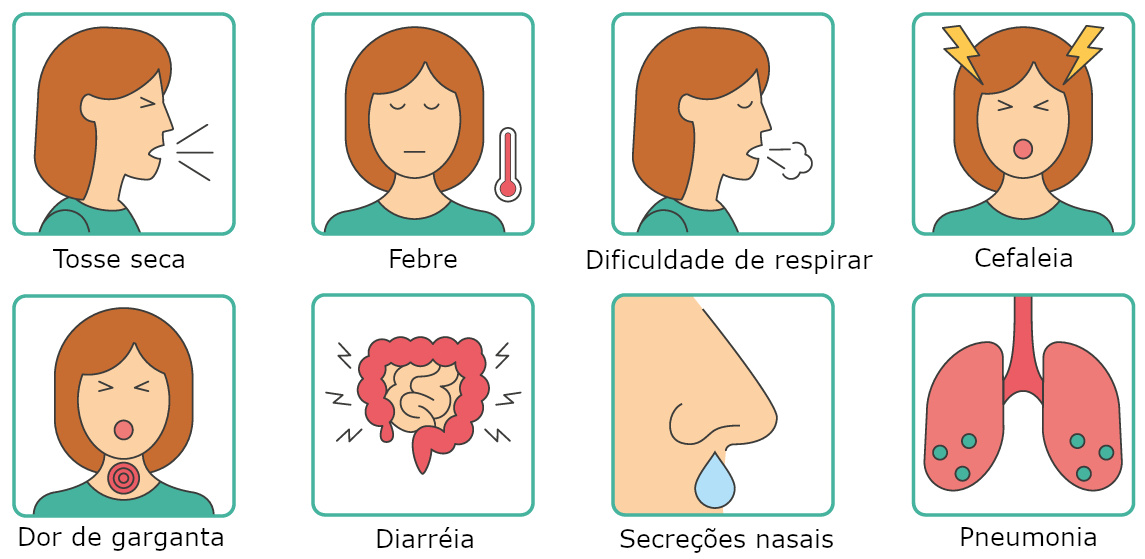 Tosse seca
Febre
Dificuldade de respirar
Cefaleia
Dor de garganta
Diarréia
Secreções nasais
Pneumonia